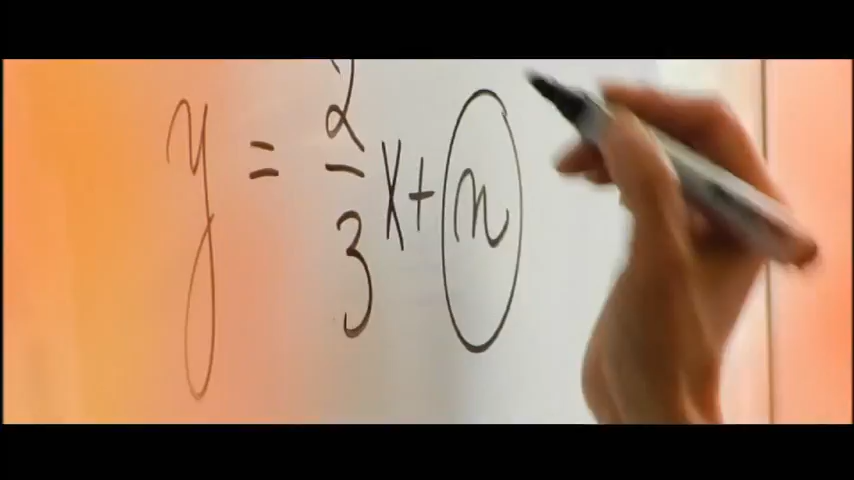 y = 2/3 x + n